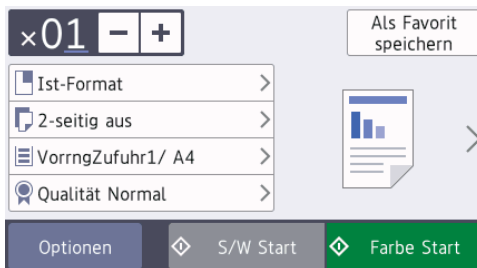 ×01 − +
Als Favorit
speichern
Ist-Format
2-seitig aus
VorrngZufuhr1/ A4
Qualität Normal
Optionen
S/W Start
Farbe Start